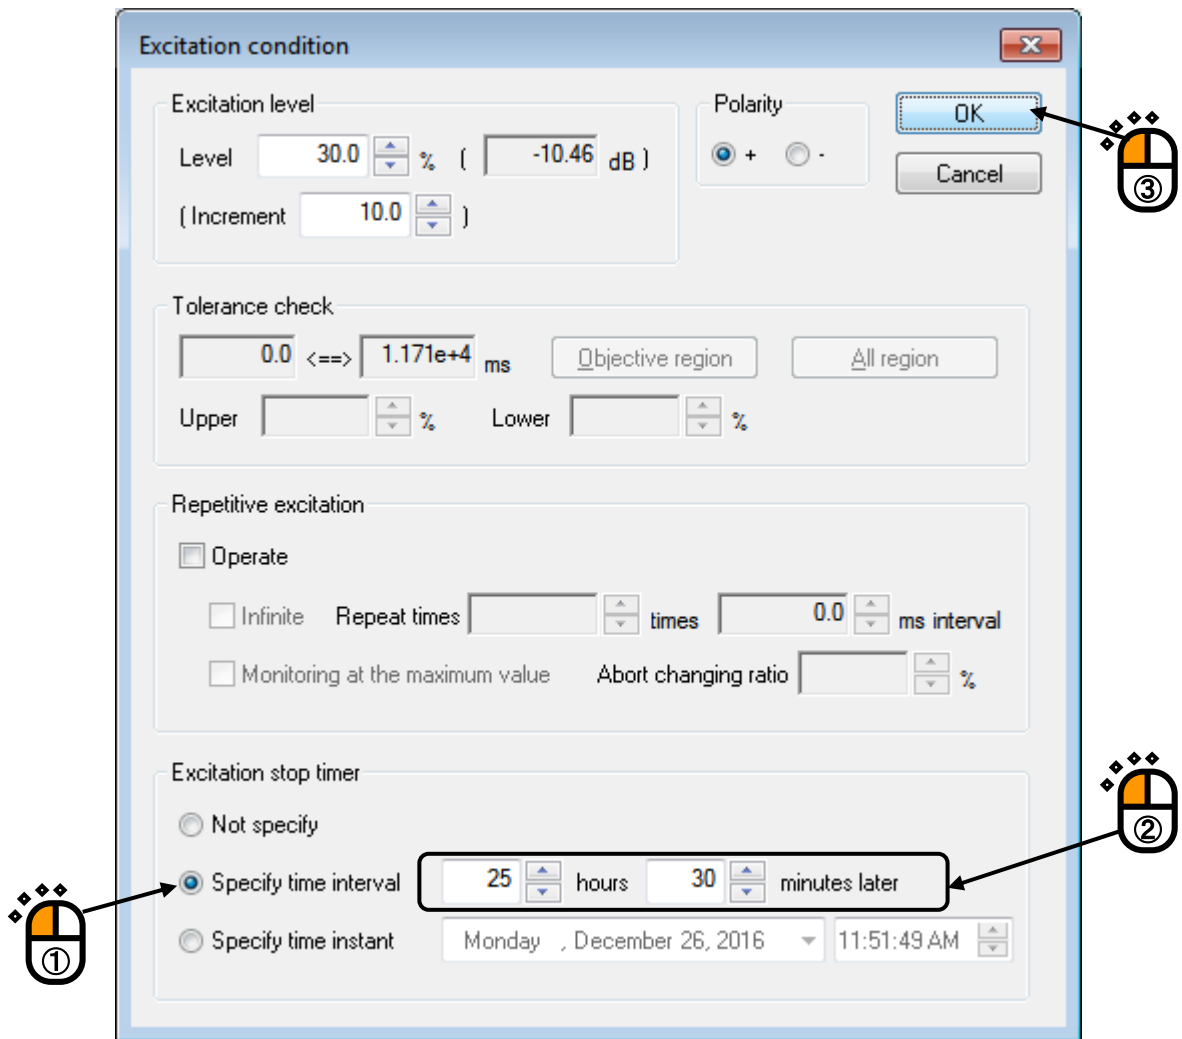 Excitation condition
Excitation level
Level 30.0 % ( -10.46 dB )
( Increment 10.0 )
Polarity
+ -
OK
Cancel
③
Tolerance check
0.0 <==> 1.171e+4 ms Objective region All region
Upper % Lower %
Repetitive excitation
Operate
Infinite Repeat times times 0.0 ms interval
Monitoring at the maximum value Abort changing ratio %
Excitation stop timer
Not specify
②
Specify time interval 25 hours 30 minutes later
Specify time instant Monday , December 26, 2016 11:51:49 AM
①